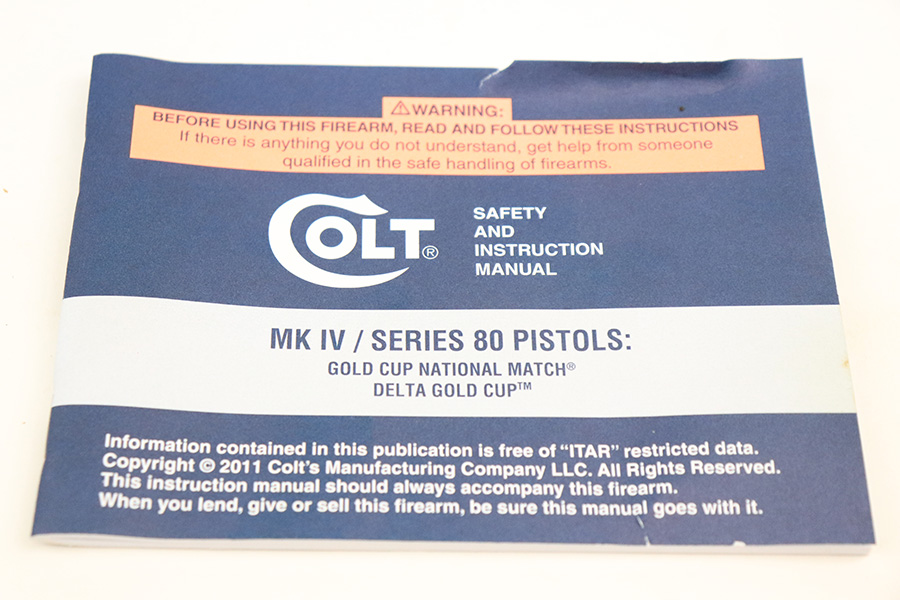 ⚠WARNING:
BEFORE USING THIS FIREARM, READ AND FOLLOW THESE INSTRUCTIONS
If there is anything you do not understand, get help from someone
qualified in the safe handling of firearms.
COLT®
SAFETY
AND
INSTRUCTION
MANUAL
MK IV / SERIES 80 PISTOLS:
GOLD CUP NATIONAL MATCH®
DELTA GOLD CUP™
Information contained in this publication is free of “ITAR” restricted data.
Copyright © 2011 Colt’s Manufacturing Company LLC. All Rights Reserved.
This instruction manual should always accompany this firearm.
When you lend, give or sell this firearm, be sure this manual goes with it.